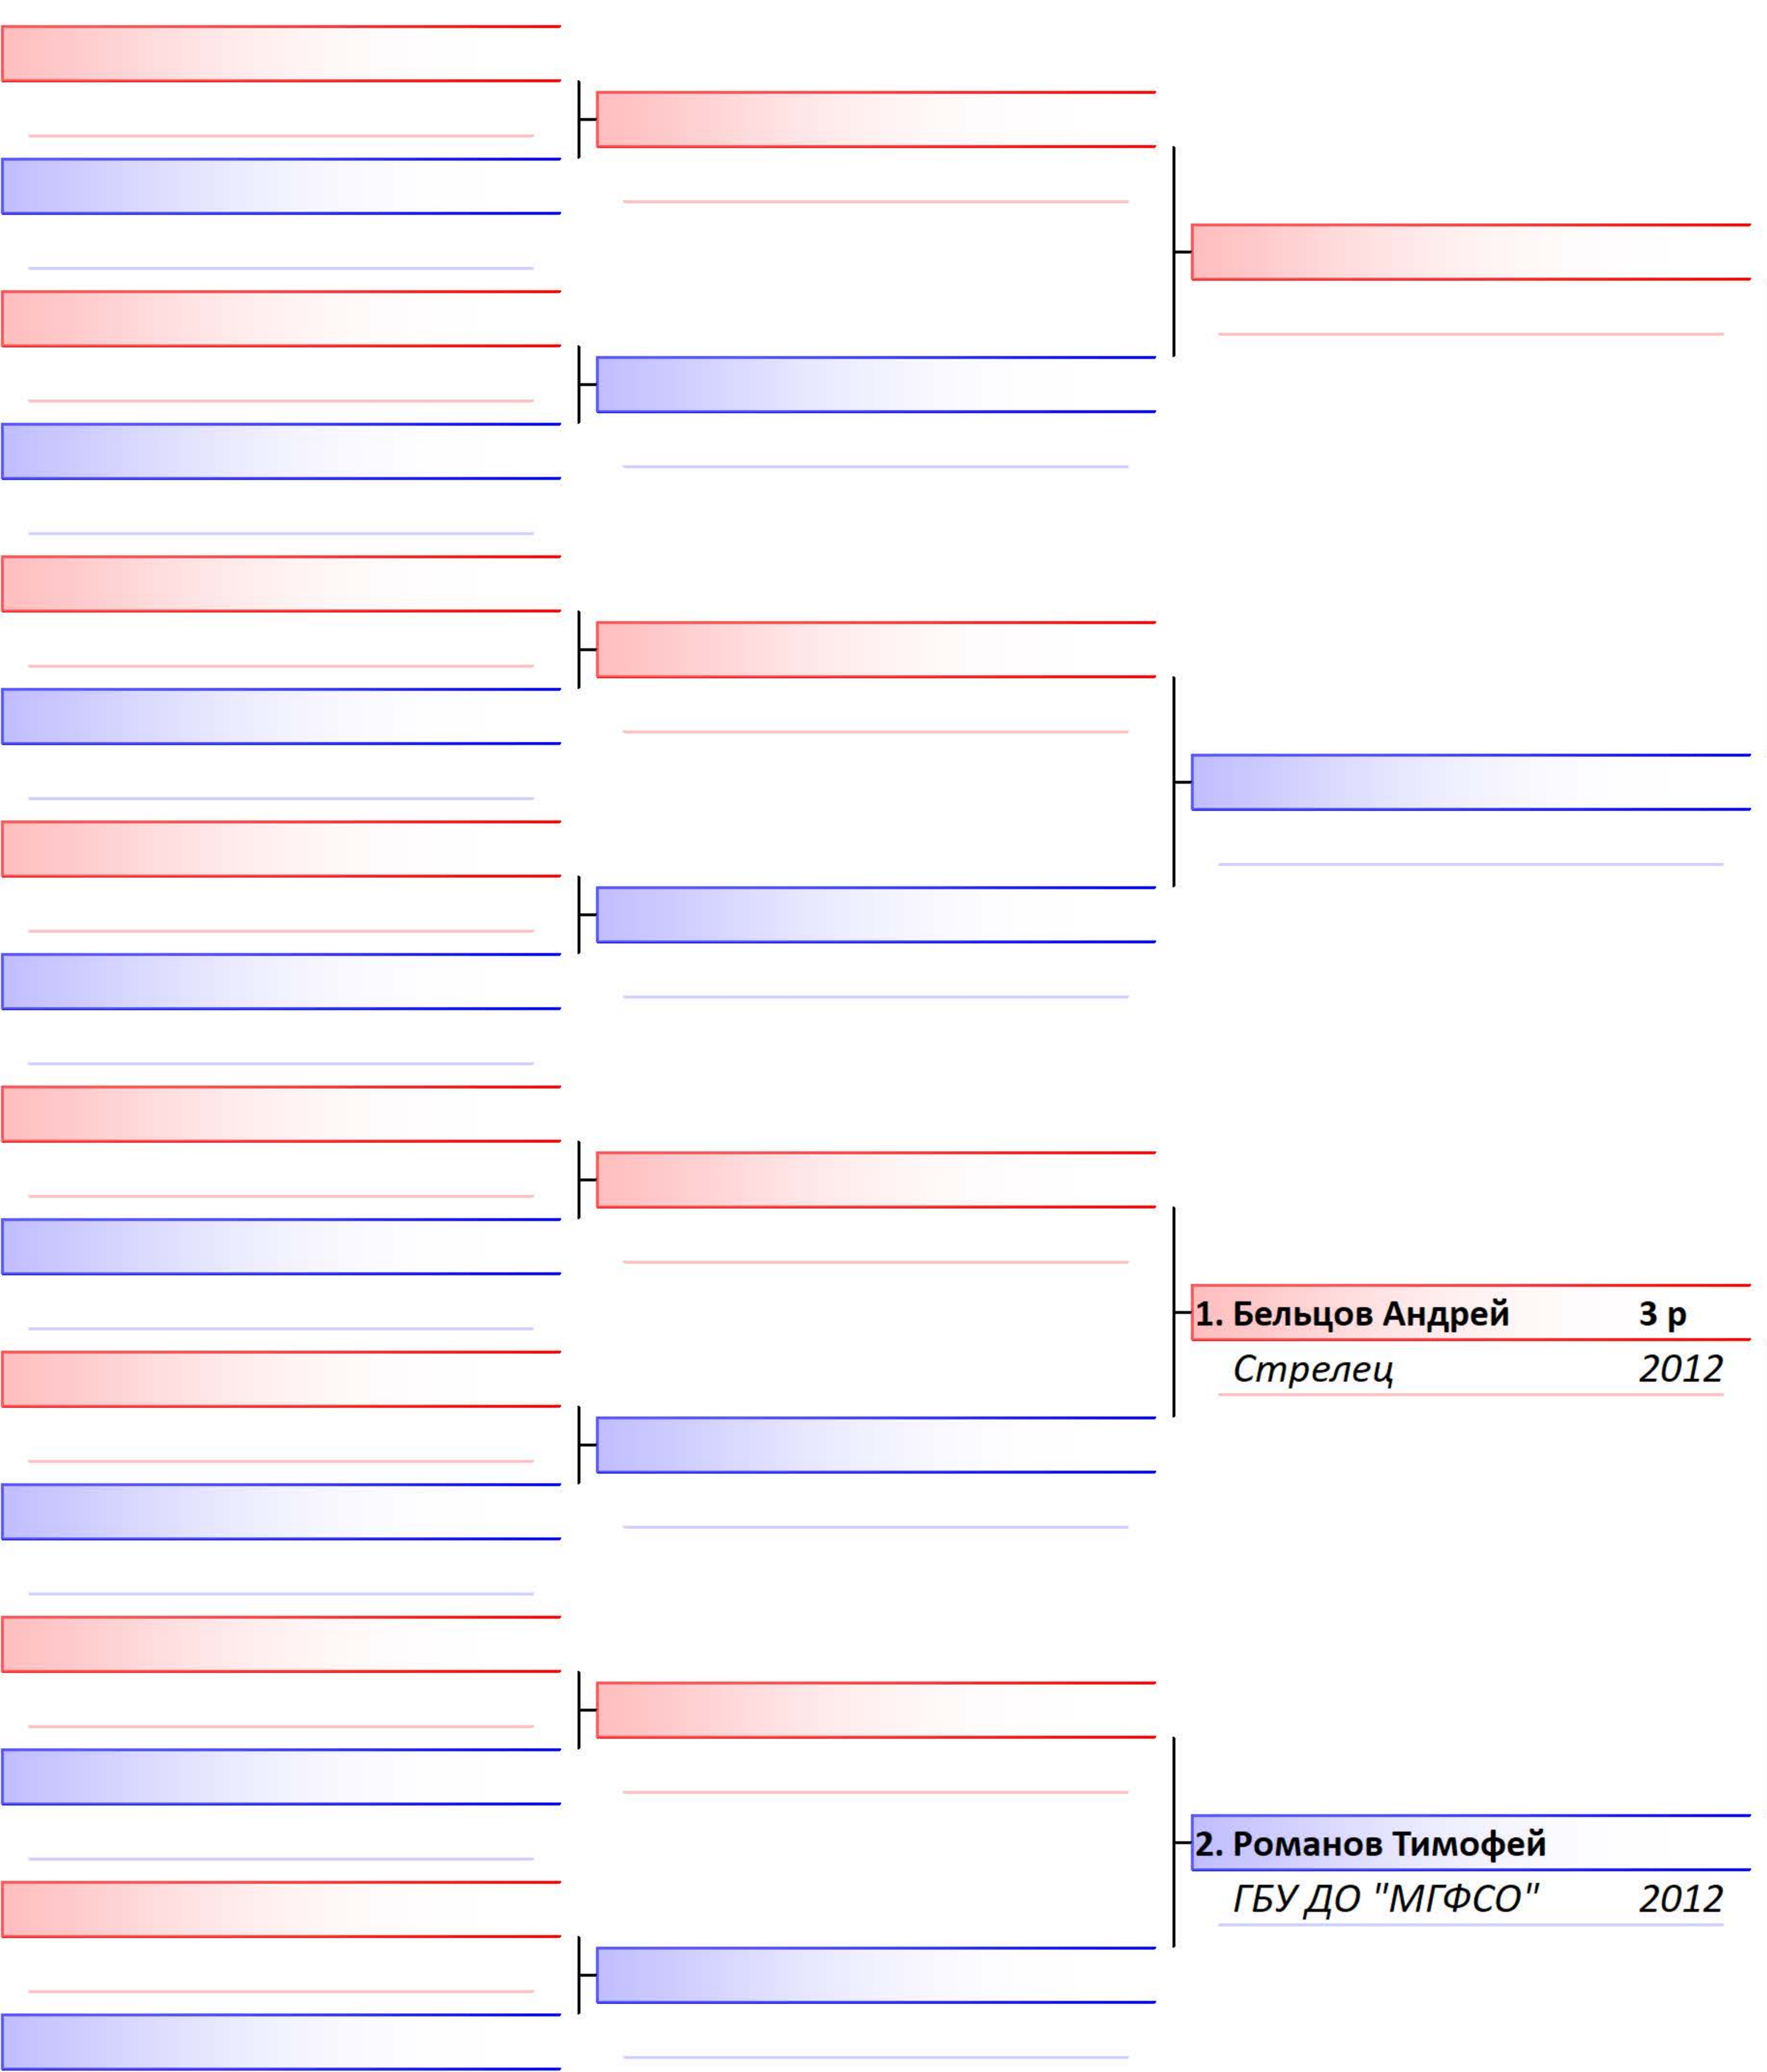 1. Бельцов Андрей 3 р
Стрелец 2012
2. Романов Тимофей
ГБУ ДО "МГФСО" 2012